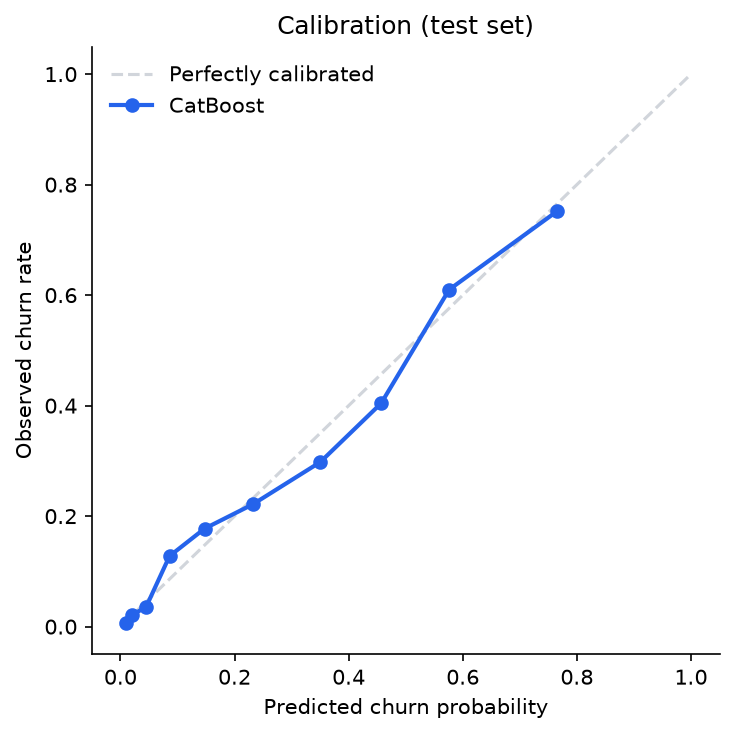 Calibration (test set)
Perfectly calibrated
CatBoost
1.0
0.8
0.6
0.4
0.2
0.0
Observed churn rate
0.0 0.2 0.4 0.6 0.8 1.0
Predicted churn probability